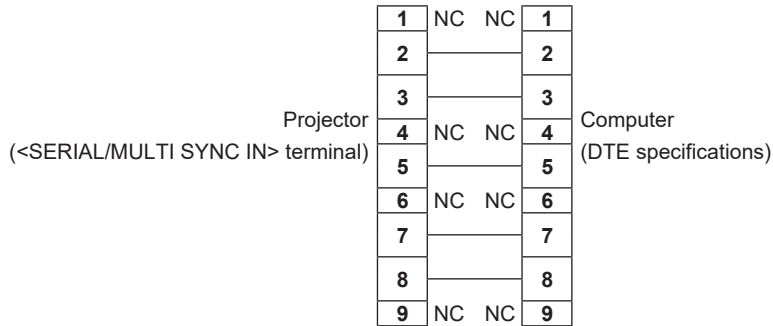 1 NC NC 1
2 2
3 3
Projector
(<SERIAL/MULTI SYNC IN> terminal)
4 NC NC 4
Computer
(DTE specifications)
5 5
6 NC NC 6
7 7
8 8
9 NC NC 9